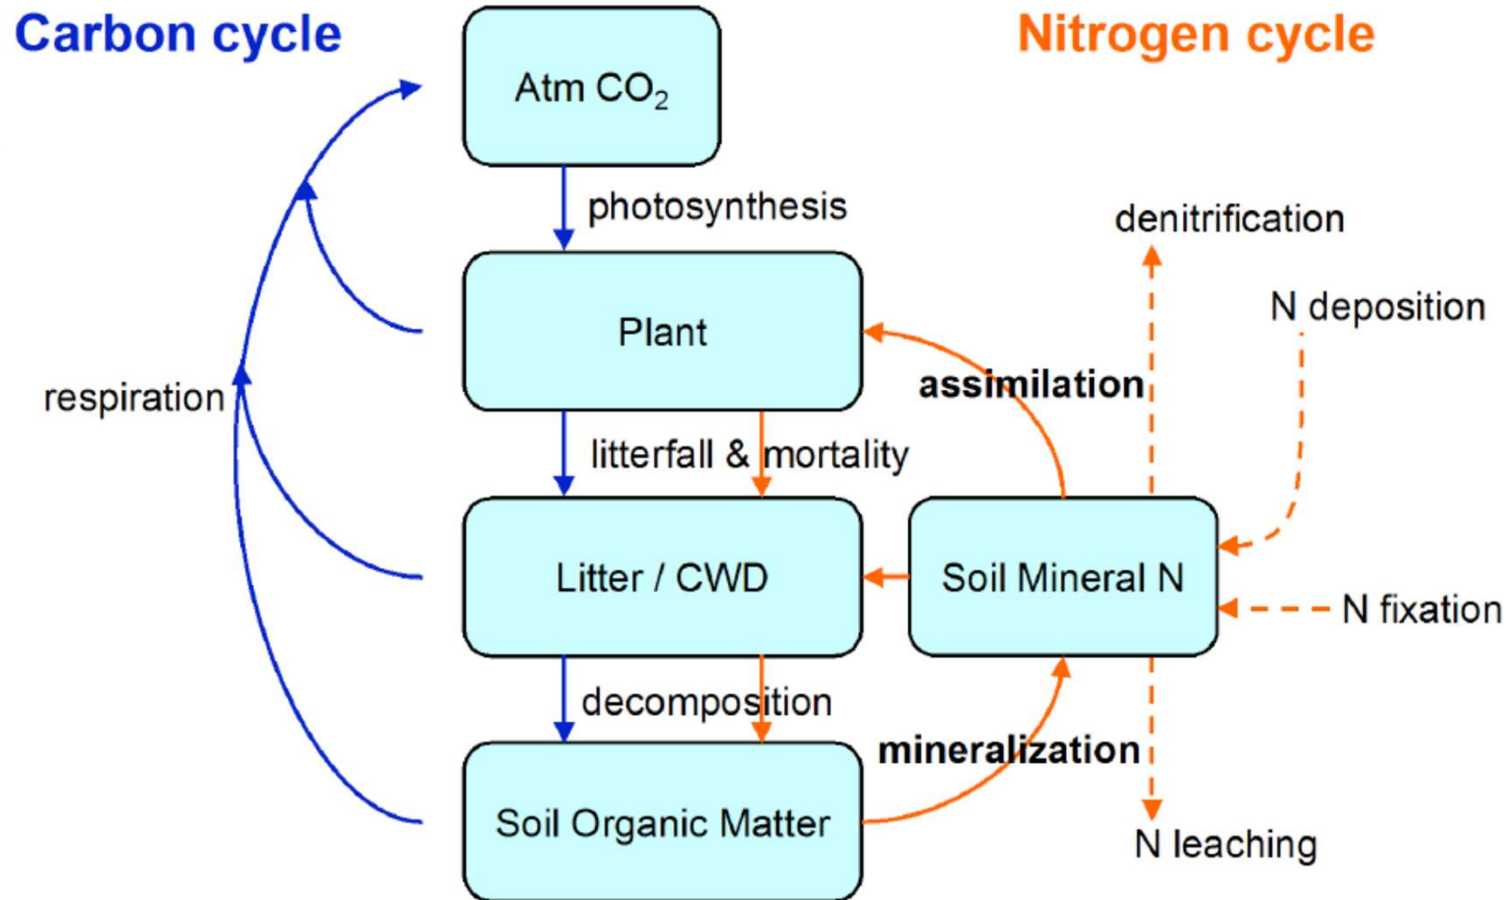 Carbon cycle
Nitrogen cycle
Atm CO₂
photosynthesis
denitrification
N deposition
Plant
assimilation
respiration
litterfall & mortality
Litter / CWD
Soil Mineral N
N fixation
decomposition
mineralization
Soil Organic Matter
N leaching